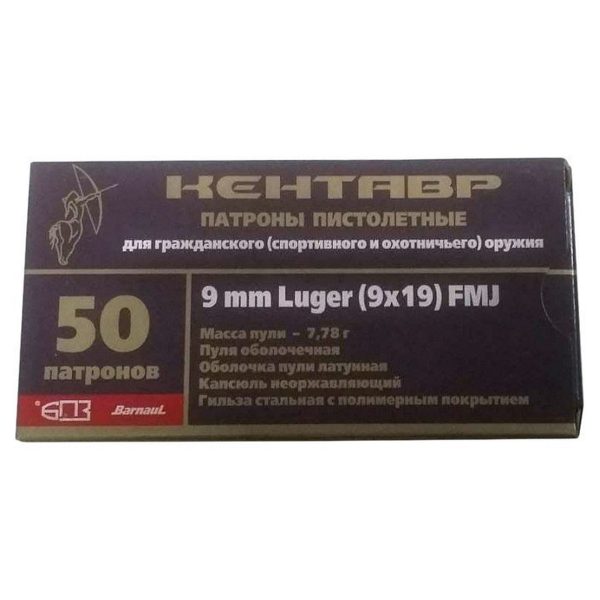 КЕНТАВР
ПАТРОНЫ ПИСТОЛЕТНЫЕ
для гражданского (спортивного и охотничьего) оружия
50
патронов
9 mm Luger (9x19) FMJ
Масса пули – 7,78 г
Пуля оболочечная
Оболочка пули латунная
Капсюль неоржавляющий
Гильза стальная с полимерным покрытием
БПЗ
Barnaul